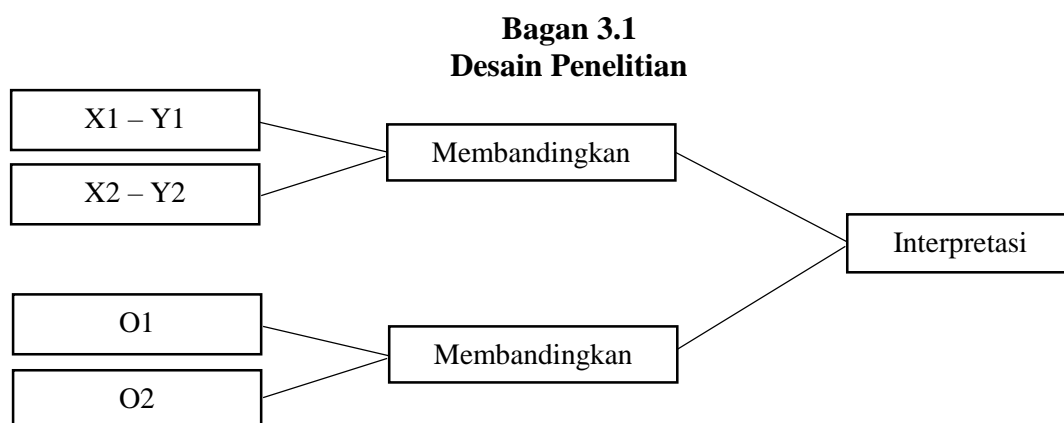 Bagan 3.1
Desain Penelitian
X1 – Y1
X2 – Y2
Membandingkan
Interpretasi
O1
O2
Membandingkan